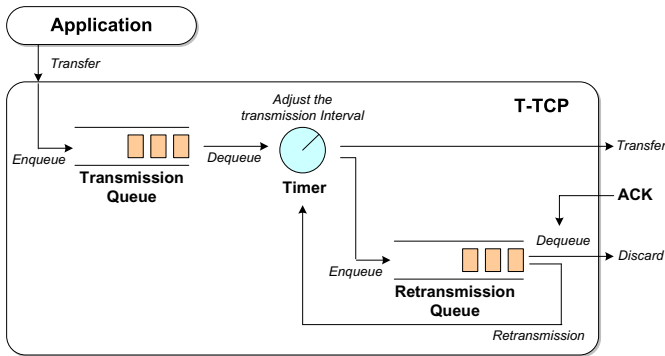 Application
Transfer
T-TCP
Adjust the
transmission Interval
Enqueue
Dequeue
Transfer
Transmission
Queue
Timer
ACK
Dequeue
Enqueue
Discard
Retransmission
Queue
Retransmission